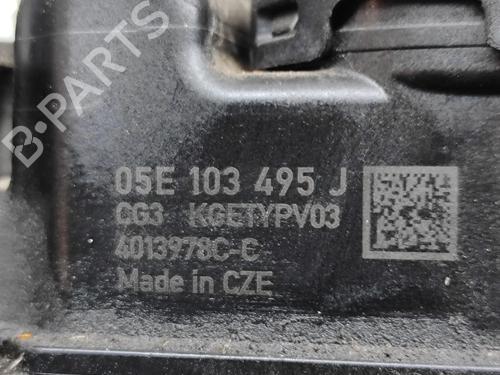 B-PARTS
05E 103 495 J
CG3 KGETYPV03
4013978C-C
Made in CZE